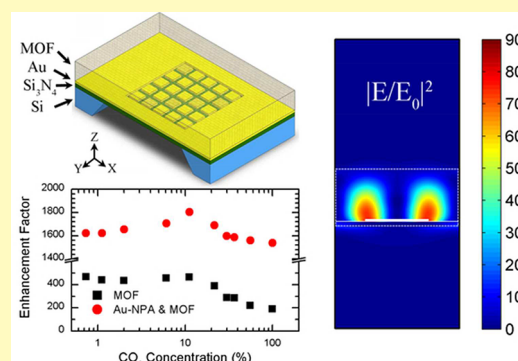 MOF
Au
Si₃N₄
Si
Z
Y
X
|E/E₀|²
90
80
70
60
50
40
30
20
10
0
Enhancement Factor
2000
1800
1600
1400
400
200
0
MOF
Au-NPA & MOF
1
10
100
CO₂ Concentration (%)